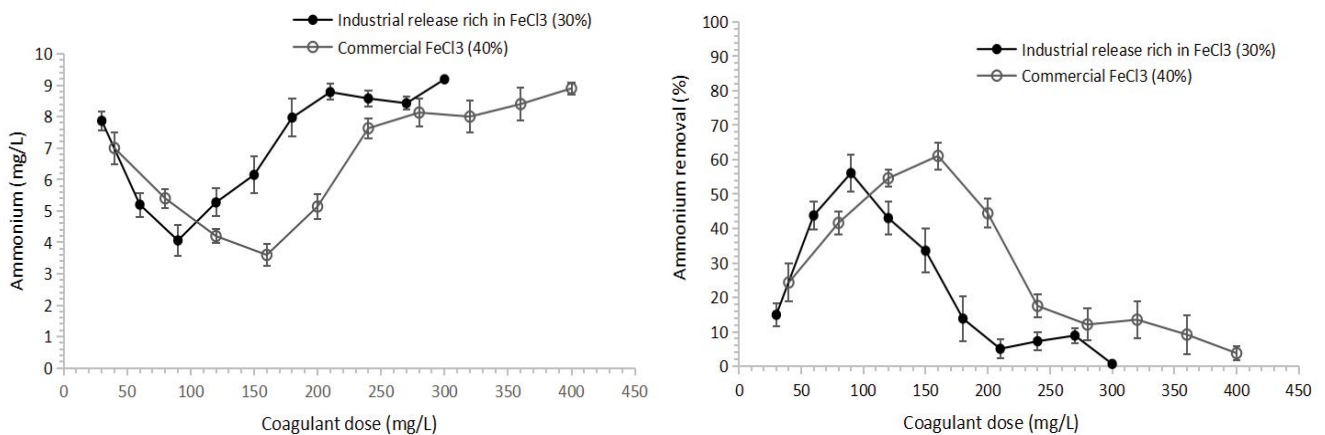 Industrial release rich in FeCl3 (30%)
Commercial FeCl3 (40%)
10
9
8
7
6
5
4
3
2
1
0
Ammonium (mg/L)
0 50 100 150 200 250 300 350 400 450
Coagulant dose (mg/L)
Industrial release rich in FeCl3 (30%)
Commercial FeCl3 (40%)
100
90
80
70
60
50
40
30
20
10
0
Ammonium removal (%)
0 50 100 150 200 250 300 350 400 450
Coagulant dose (mg/L)